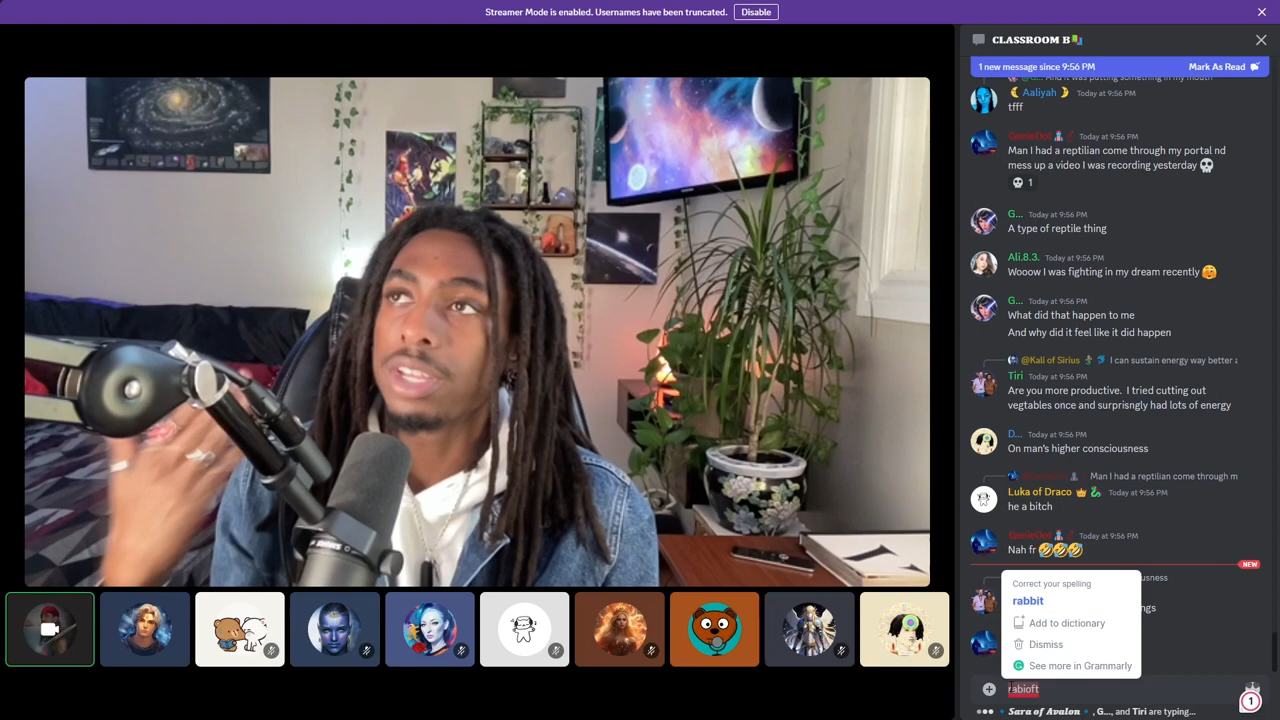 Streamer Mode is enabled. Usernames have been truncated.
Disable
CLASSROOM B
1 new message since 9:56 PM
Mark As Read
Aaliyah Today at 9:56 PM
tfff
Today at 9:56 PM
Man I had a reptilian come through my portal nd
mess up a video I was recording yesterday 💀
💀 1
G... Today at 9:56 PM
A type of reptile thing
Ali.8.3. Today at 9:56 PM
Wooow I was fighting in my dream recently
G... Today at 9:56 PM
What did that happen to me
And why did it feel like it did happen
@Kali of Sirius I can sustain energy way better
Tiri Today at 9:56 PM
Are you more productive. I tried cutting out
vegtables once and surprisngly had lots of energy
D... Today at 9:56 PM
On man's higher consciousness
Man I had a reptilian come through m
Luka of Draco Today at 9:56 PM
he a bitch
Today at 9:56 PM
Nah fr 🤣🤣🤣
NEW
Correct your spelling
rabbit
Add to dictionary
Dismiss
See more in Grammarly
rabioft
1
Sara of Avalon, G..., and Tiri are typing...